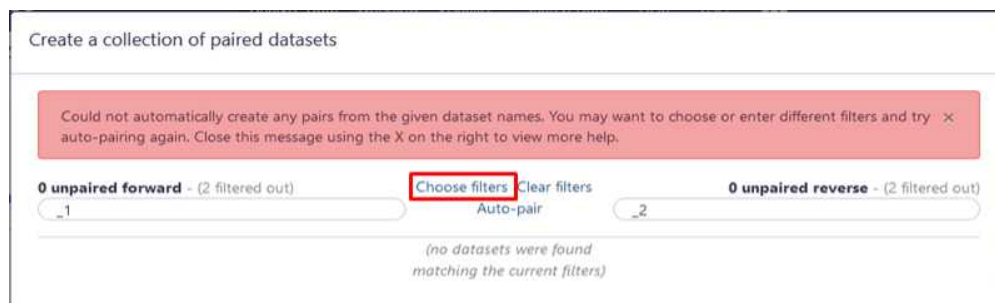 Create a collection of paired datasets
Could not automatically create any pairs from the given dataset names. You may want to choose or enter different filters and try ×
auto-pairing again. Close this message using the X on the right to view more help.
0 unpaired forward - (2 filtered out) Choose filters Clear filters 0 unpaired reverse - (2 filtered out)
_1 Auto-pair _2
(no datasets were found
matching the current filters)